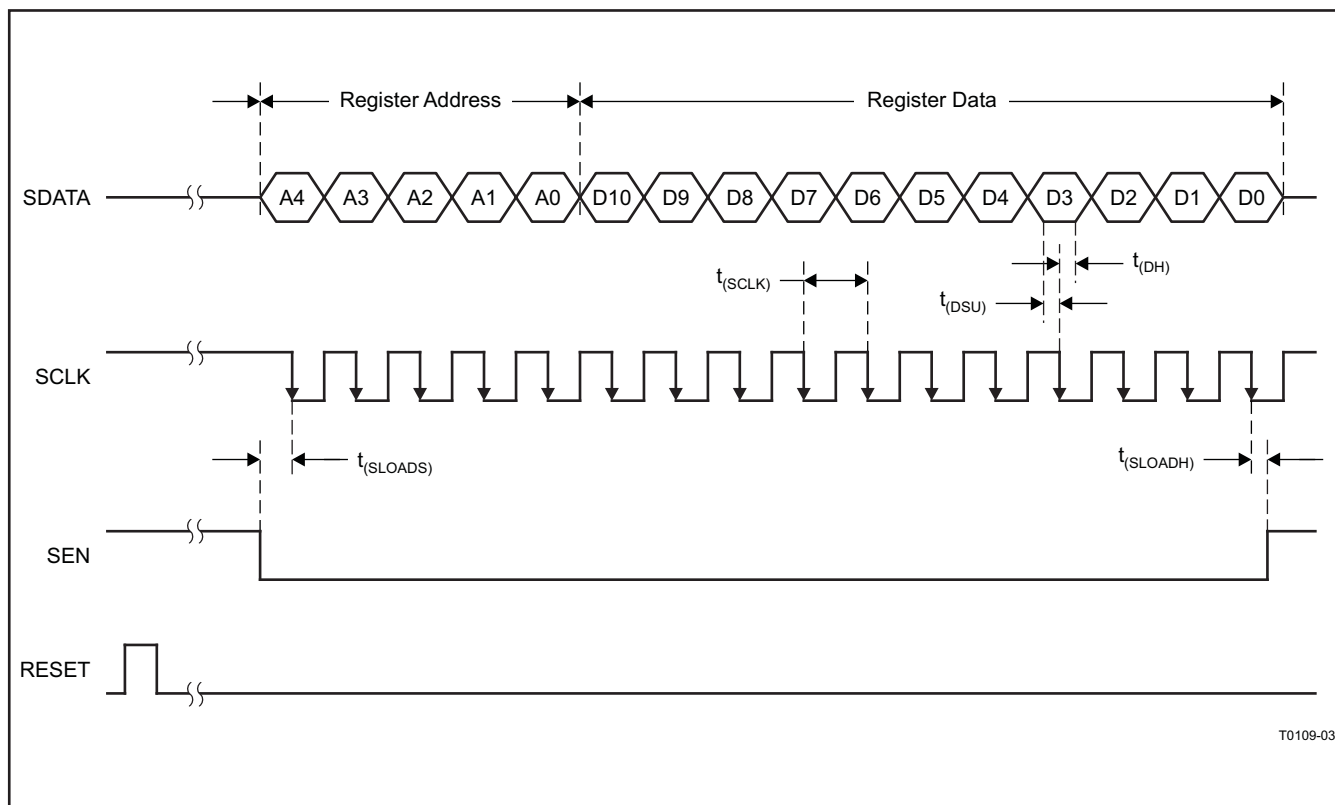 Register Address
Register Data
SDATA
A4 A3 A2 A1 A0 D10 D9 D8 D7 D6 D5 D4 D3 D2 D1 D0
t(SCLK)
t(DH)
t(DSU)
SCLK
t(SLOADS)
t(SLOADH)
SEN
RESET
T0109-03